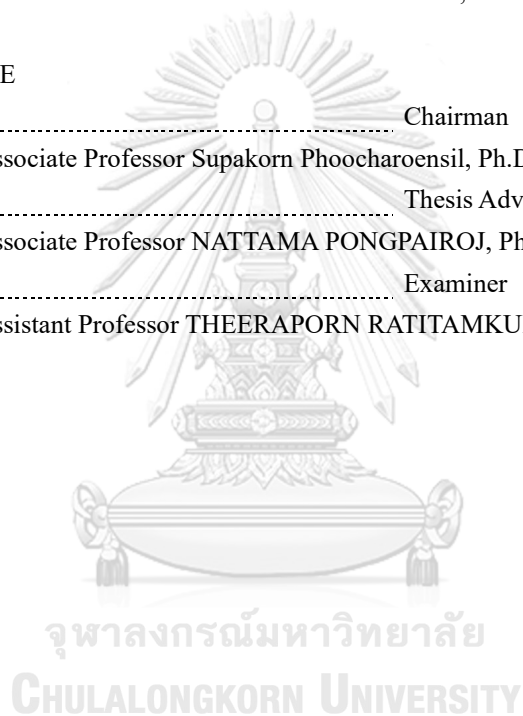 E
Chairman
ssociate Professor Supakorn Phoocharoensil, Ph.D
Thesis Adv
ssociate Professor NATTAMA PONGPAIROJ, Ph
Examiner
ssistant Professor THEERAPORN RATITAMKU
จุฬาลงกรณ์มหาวิทยาลัย
CHULALONGKORN UNIVERSITY